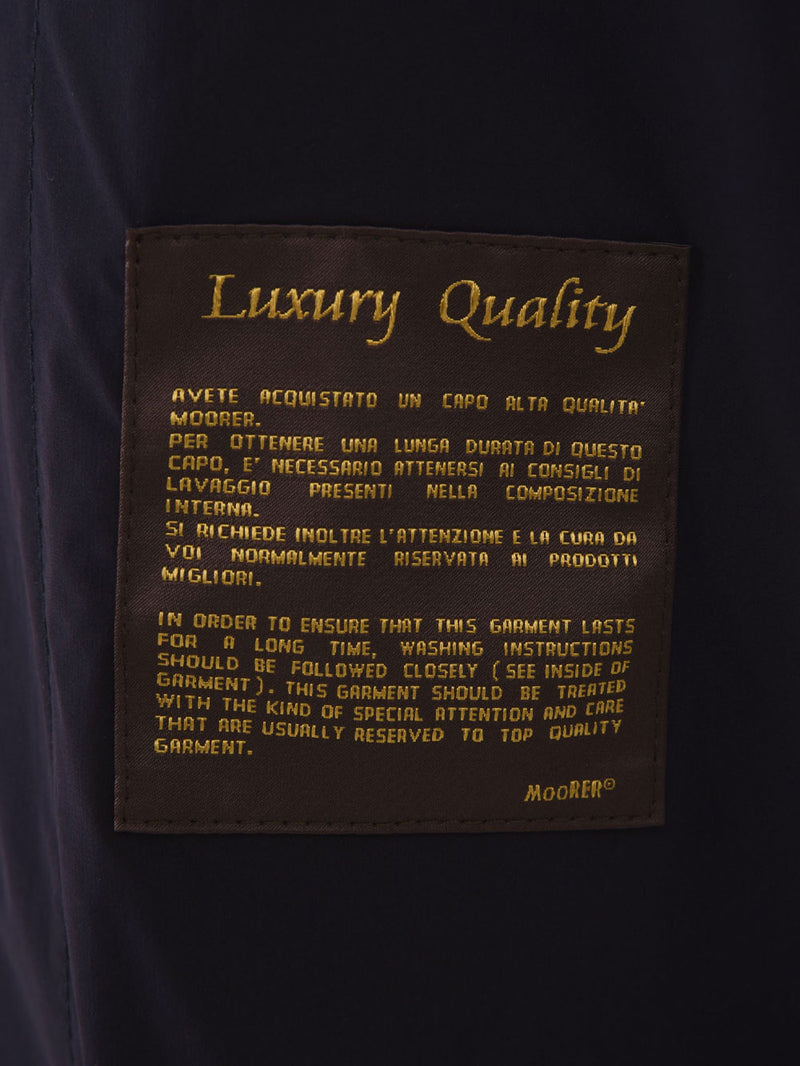 Luxury Quality
AVETE ACQUISTATO UN CAPO ALTA QUALITA'
MOORER.
PER OTTENERE UNA LUNGA DURATA DI QUESTO
CAPO, E' NECESSARIO ATTENERSI AI CONSIGLI DI
LAVAGGIO PRESENTI NELLA COMPOSIZIONE
INTERNA.
SI RICHIEDE INOLTRE L'ATTENZIONE E LA CURA DA
VOI NORMALMENTE RISERVATA AI PRODOTTI
MIGLIORI.
IN ORDER TO ENSURE THAT THIS GARMENT LASTS
FOR A LONG TIME, WASHING INSTRUCTIONS
SHOULD BE FOLLOWED CLOSELY (SEE INSIDE OF
GARMENT). THIS GARMENT SHOULD BE TREATED
WITH THE KIND OF SPECIAL ATTENTION AND CARE
THAT ARE USUALLY RESERVED TO TOP QUALITY
GARMENT.
MOORER®